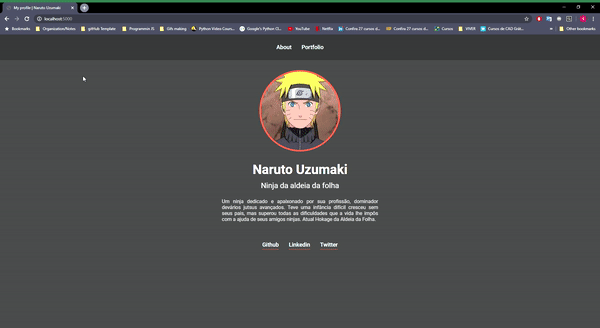 My profile | Naruto Uzumaki
localhost:5000
Bookmarks Organization/Notes gitHub Template Programmin JS Gifs making Python Video Cours... Google's Python Cl... YouTube Netflix Confira 27 cursos d... Confira 27 cursos d... Cursos VIVER Cursos de CAD Grát... Other bookmarks
About Portfolio
Naruto Uzumaki
Ninja da aldeia da folha
Um ninja dedicado e apaixonado por sua profissão, dominador
devários jutsus avançados. Teve uma infância difícil cresceu sem
seus pais, mas superou todas as dificuldades que a vida lhe impôs
com a ajuda de seus amigos ninjas. Atual Hokage da Aldeia da Folha.
Github Linkedin Twitter